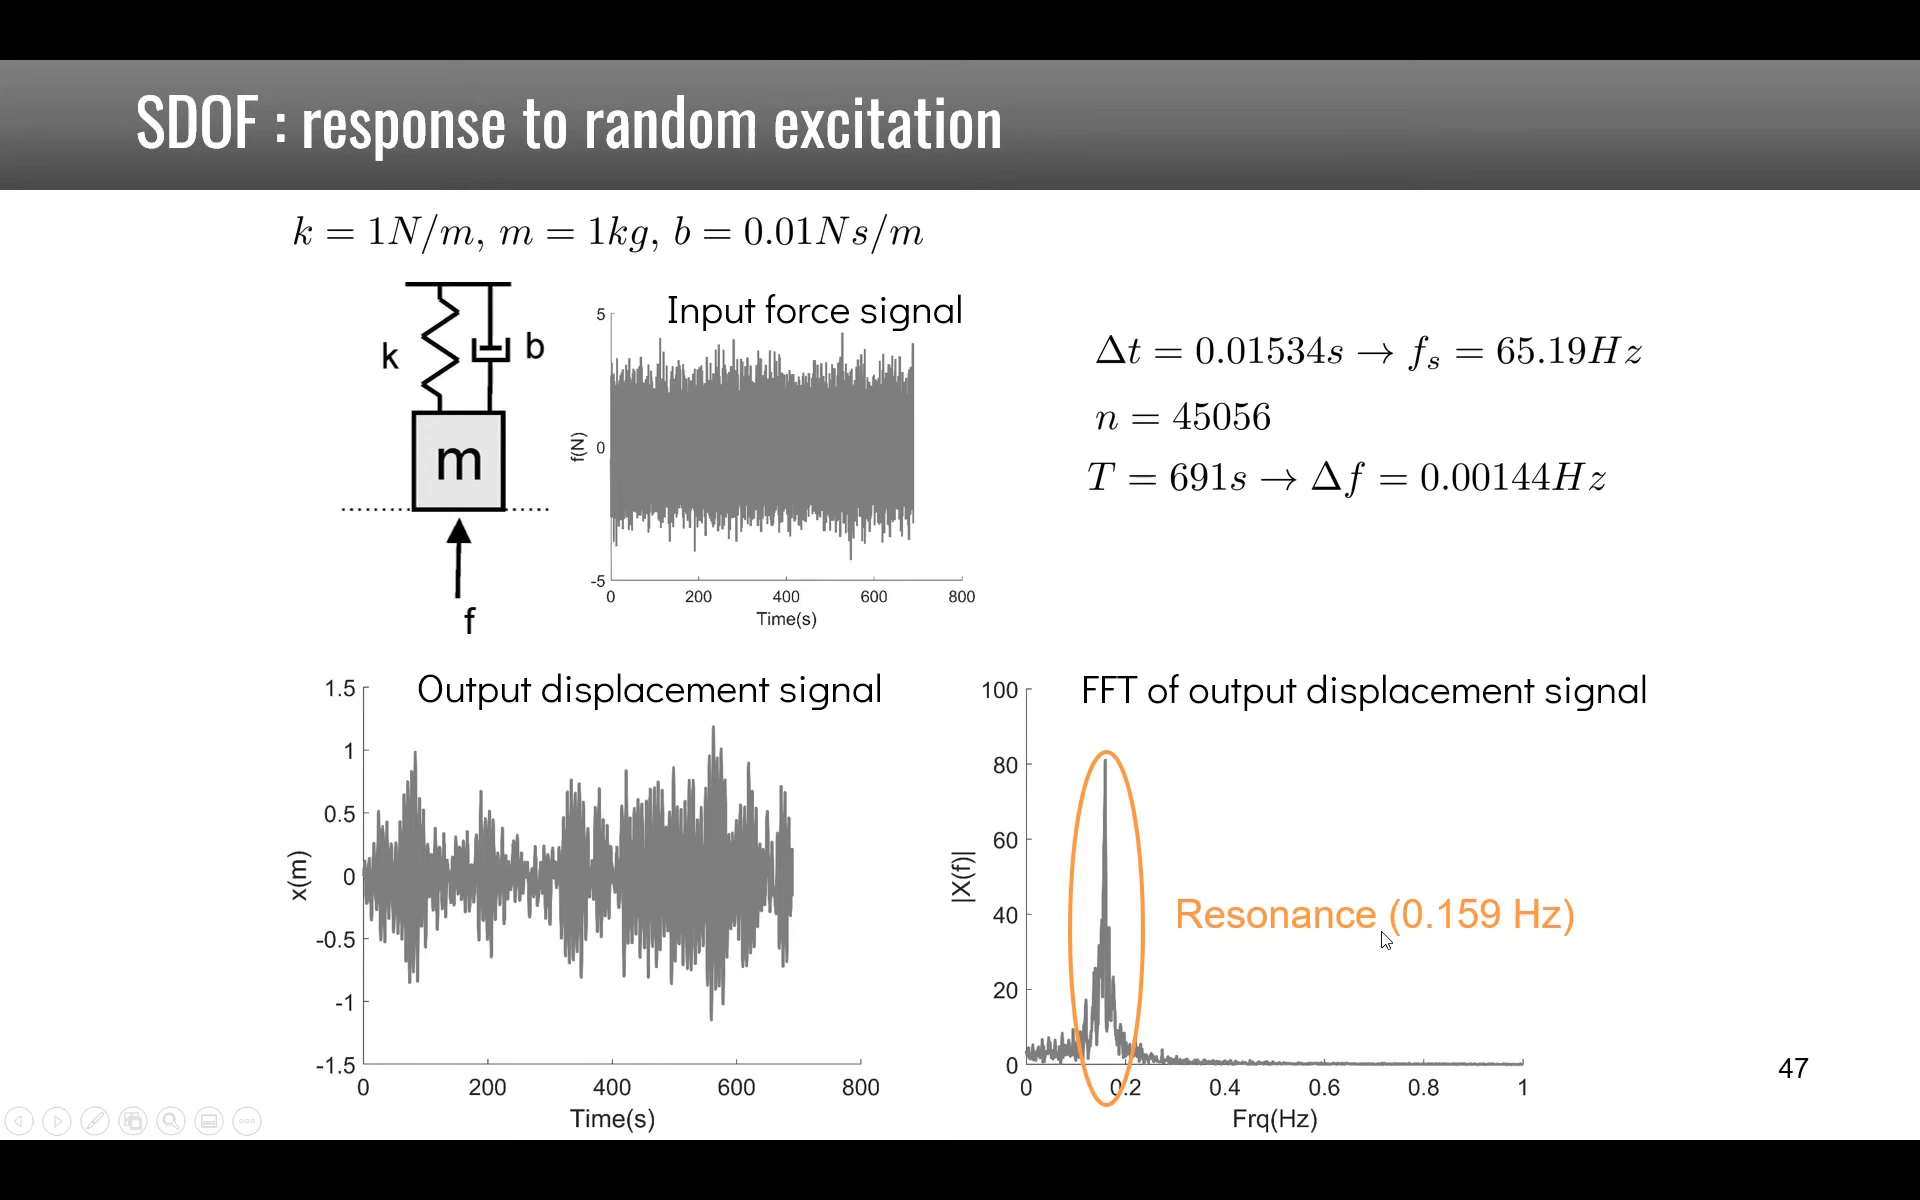 SDOF : response to random excitation
k = 1N/m, m = 1kg, b = 0.01Ns/m
k
b
m
f
Input force signal
5
0
-5
f(N)
0 200 400 600 800
Time(s)
Δt = 0.01534s → fₛ = 65.19Hz
n = 45056
T = 691s → Δf = 0.00144Hz
Output displacement signal
1.5
1
0.5
0
-0.5
-1
-1.5
x(m)
0 200 400 600 800
Time(s)
FFT of output displacement signal
100
80
60
40
20
0
|X(f)|
Resonance (0.159 Hz)
0 0.2 0.4 0.6 0.8 1
Frq(Hz)
47